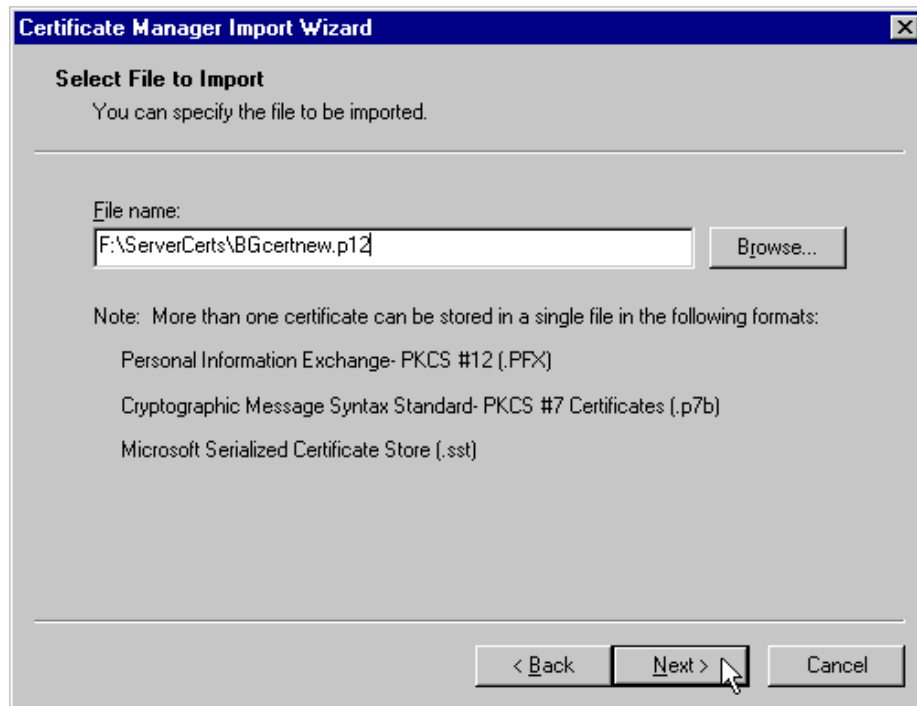 Certificate Manager Import Wizard
Select File to Import
You can specify the file to be imported.
File name:
F:\ServerCerts\BGcertnew.p12
Browse...
Note:  More than one certificate can be stored in a single file in the following formats:
Personal Information Exchange- PKCS #12 (.PFX)
Cryptographic Message Syntax Standard- PKCS #7 Certificates (.p7b)
Microsoft Serialized Certificate Store (.sst)
< Back
Next >
Cancel